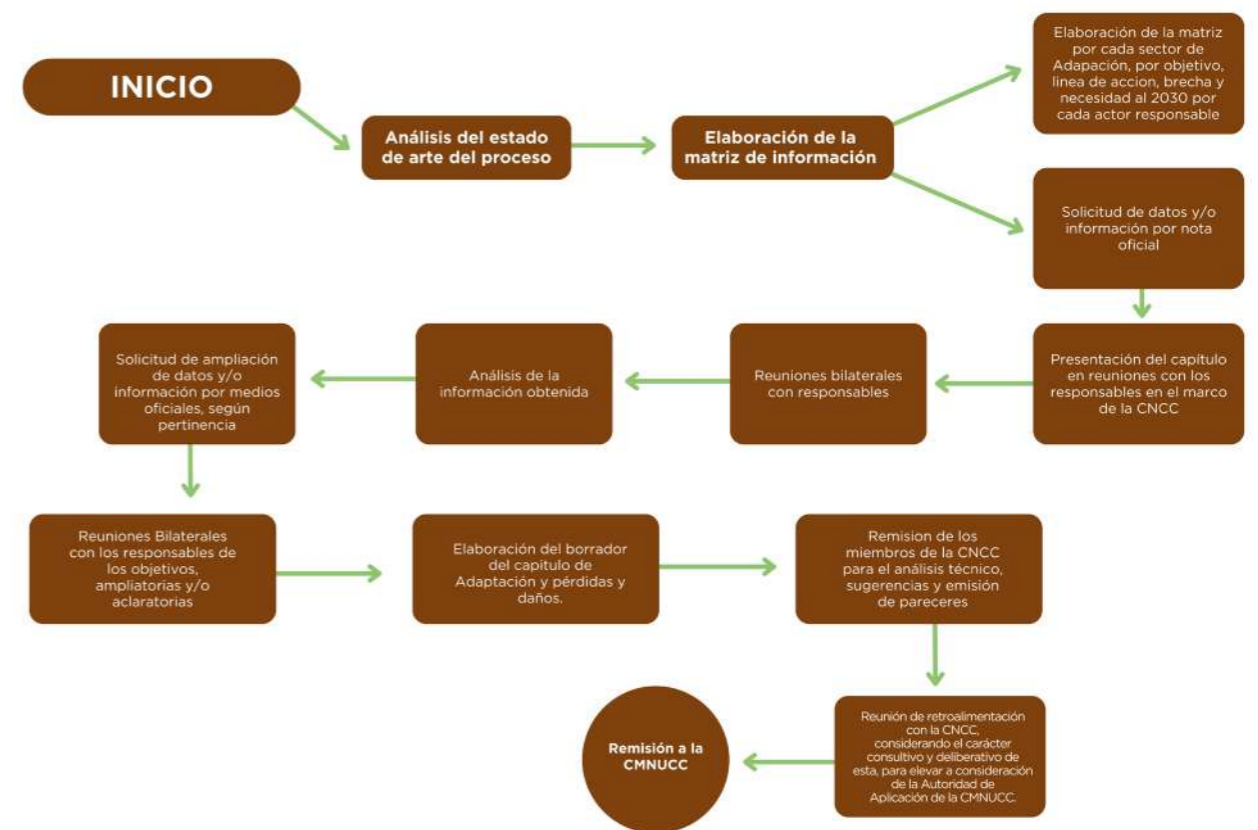 INICIO
Análisis del estado
de arte del proceso
Elaboración de la
matriz de información
Elaboración de la matriz
por cada sector de
Adapación, por objetivo,
linea de accion, brecha y
necesidad al 2030 por
cada actor responsable
Solicitud de datos y/o
información por nota
oficial
Presentación del capítulo
en reuniones con los
responsables en el marco
de la CNCC
Reuniones bilaterales
con responsables
Análisis de la
información obtenida
Solicitud de ampliación
de datos y/o
información por medios
oficiales, según
pertinencia
Reuniones Bilaterales
con los responsables de
los objetivos,
ampliatorias y/o
aclaratorias
Elaboración del borrador
del capitulo de
Adaptación y pérdidas y
daños.
Remision de los
miembros de la CNCC
para el análisis técnico,
sugerencias y emisión
de pareceres
Reunión de retroalimentación
con la CNCC,
considerando el carácter
consultivo y deliberativo de
esta, para elevar a consideración
de la Autoridad de
Aplicación de la CMNUCC.
Remisión a la
CMNUCC